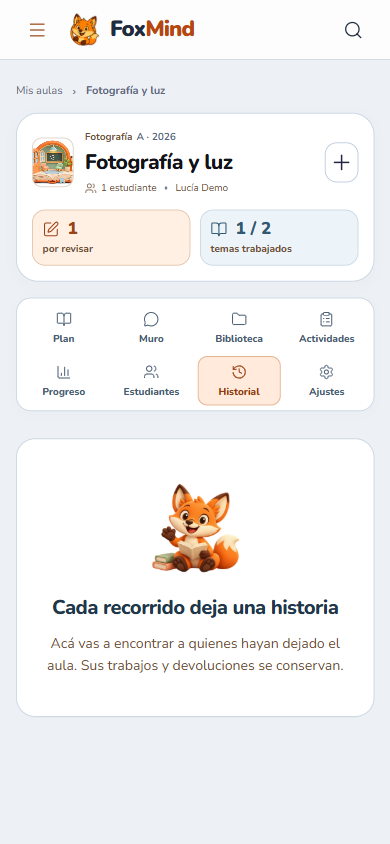 FoxMind
Mis aulas › Fotografía y luz
Fotografía A · 2026
Fotografía y luz
1 estudiante • Lucía Demo
1
por revisar
1 / 2
temas trabajados
Plan
Muro
Biblioteca
Actividades
Progreso
Estudiantes
Historial
Ajustes
Cada recorrido deja una historia
Acá vas a encontrar a quienes hayan dejado el
aula. Sus trabajos y devoluciones se conservan.